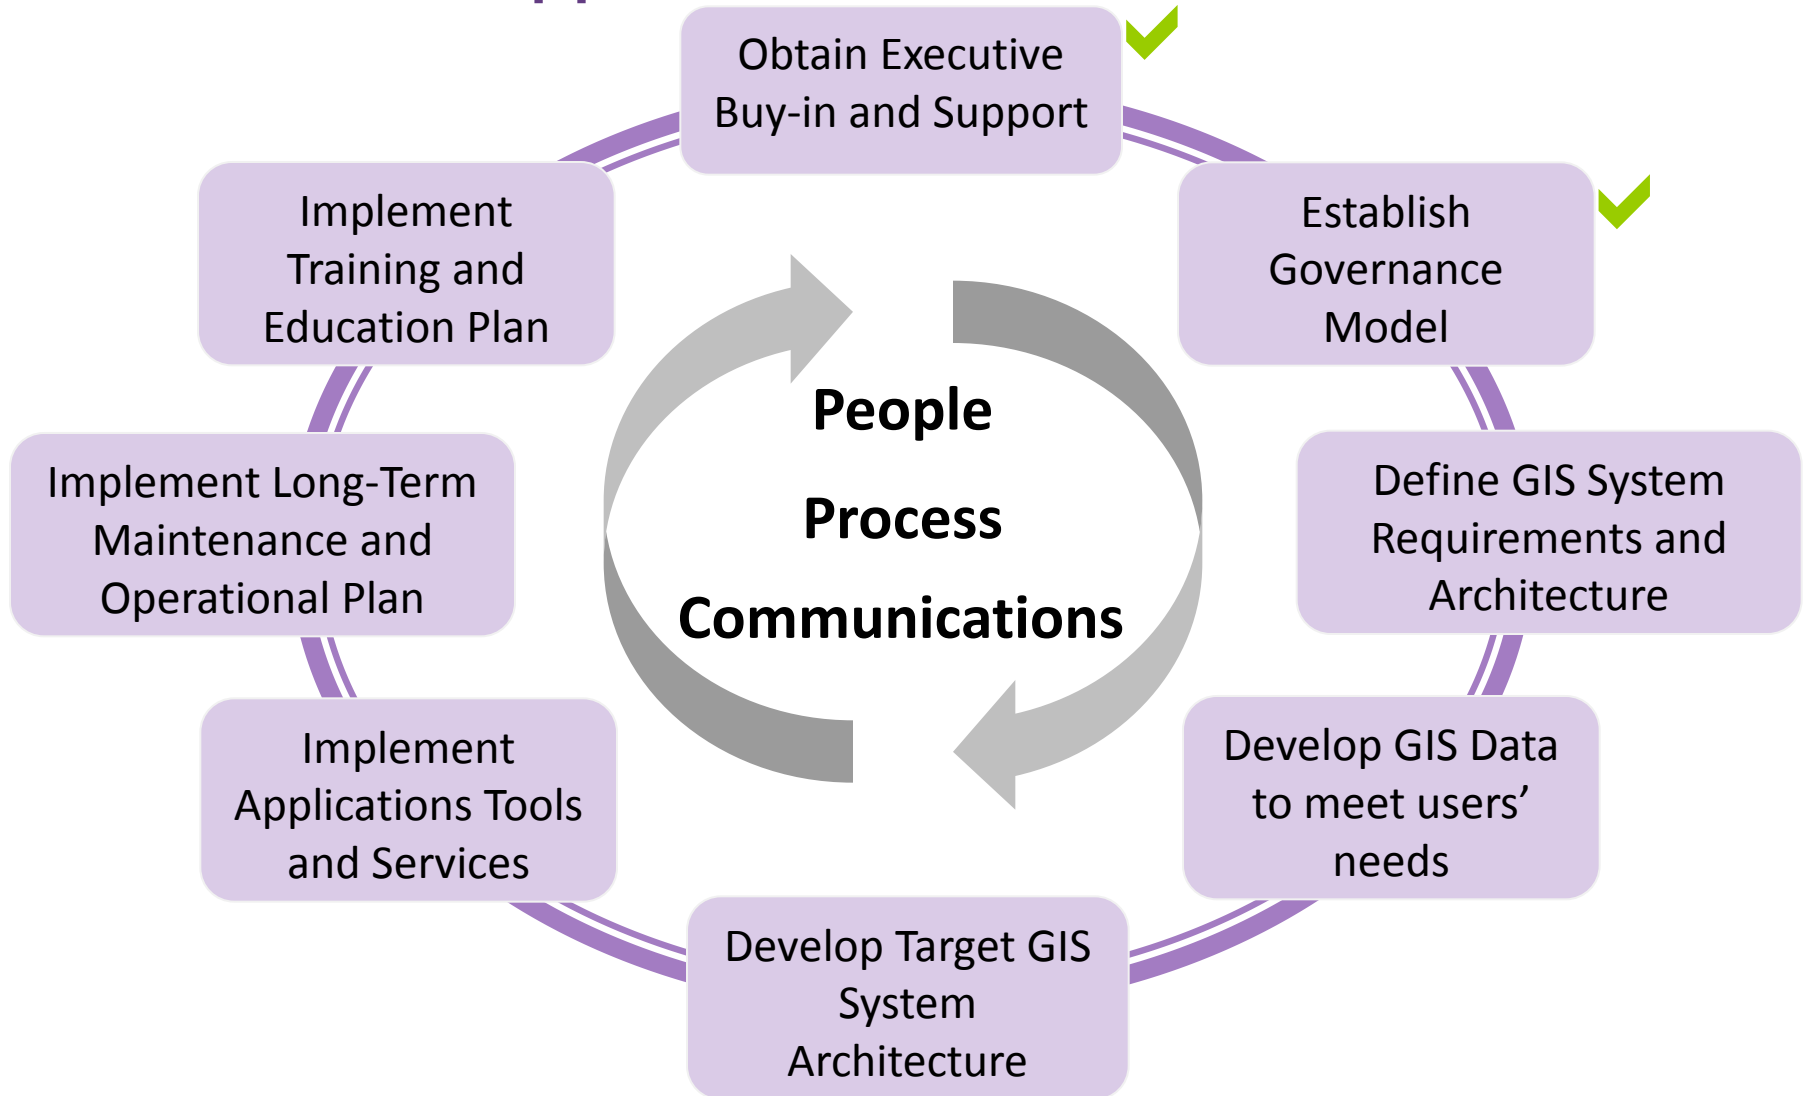 Obtain Executive
Buy-in and Support
Establish
Governance
Model
Define GIS System
Requirements and
Architecture
Develop GIS Data
to meet users’
needs
Develop Target GIS
System
Architecture
Implement
Applications Tools
and Services
Implement Long-Term
Maintenance and
Operational Plan
Implement
Training and
Education Plan
People
Process
Communications